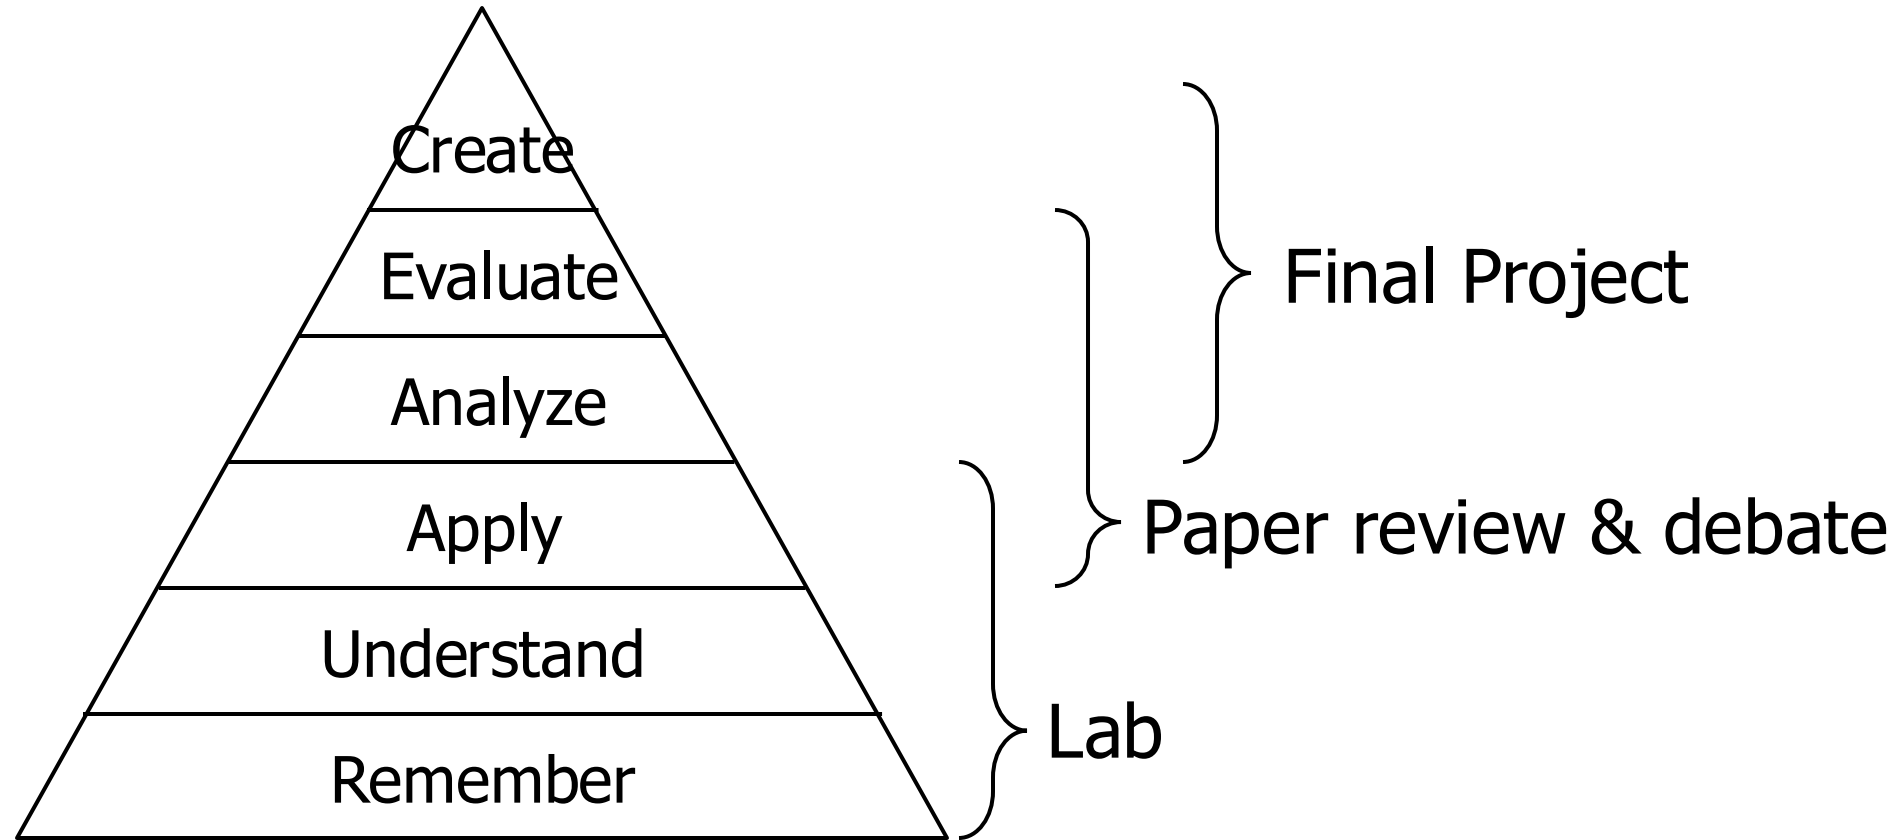 Create
Evaluate
Analyze
Apply
Understand
Remember
Final Project
Paper review & debate
Lab